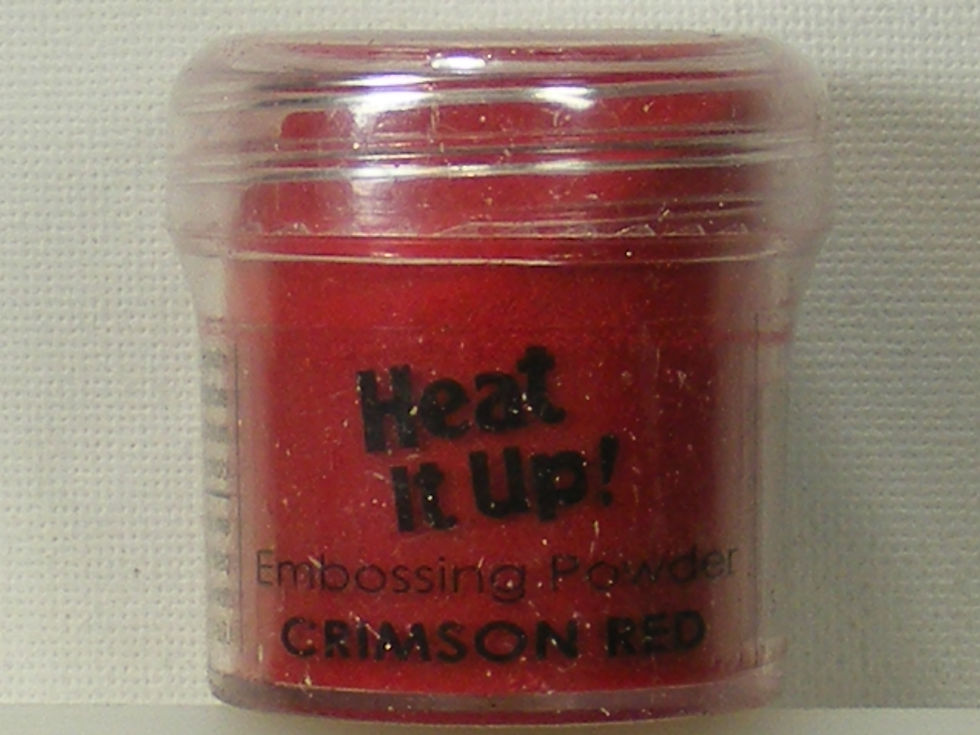 Heat
It Up!
Embossing Powder
CRIMSON RED